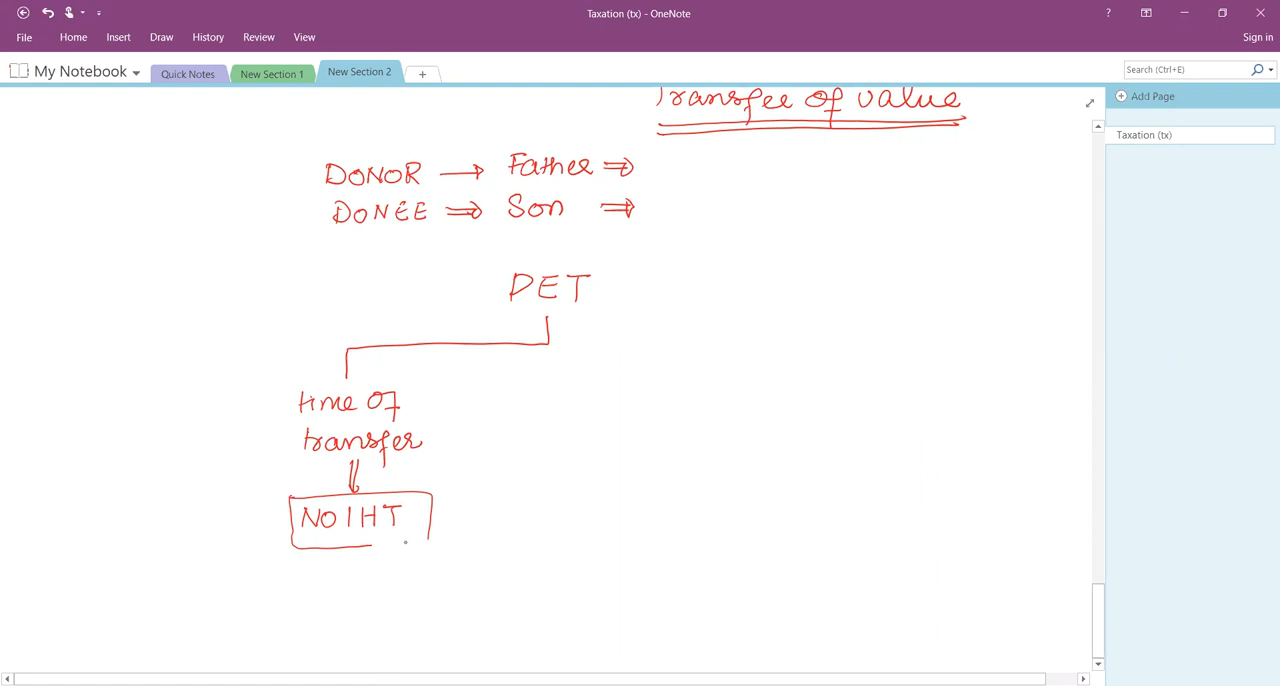 Taxation (tx) - OneNote
?
File Home Insert Draw History Review View
Sign in
My Notebook Quick Notes New Section 1 New Section 2 +
Search (Ctrl+E)
Add Page
Taxation (tx)
Transfee of value
DONOR → Father ⇒
DONEE ⇒ Son ⇒
PET
time of
transfer
NO IHT